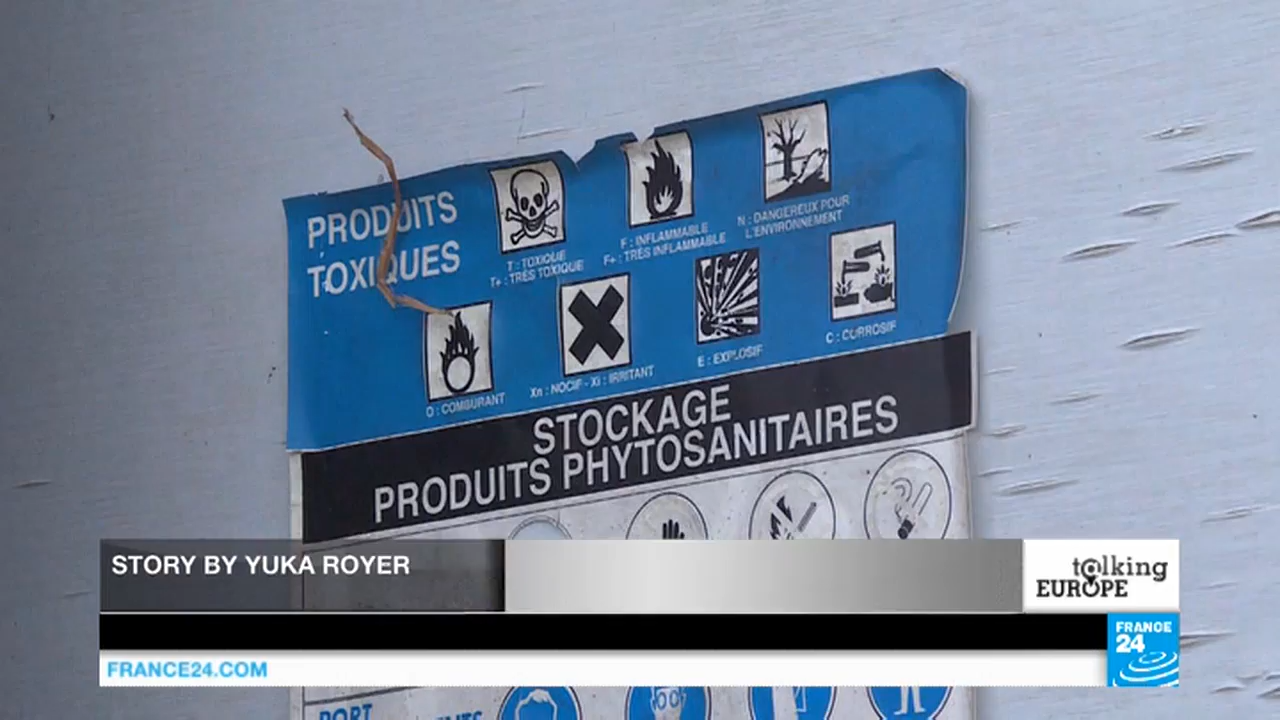 PRODUITS
TOXIQUES
T : TOXIQUE
T+ : TRÈS TOXIQUE
F : INFLAMMABLE
F+ : TRÈS INFLAMMABLE
N : DANGEREUX POUR
L'ENVIRONNEMENT
O : COMBURANT
Xn : NOCIF - Xi : IRRITANT
E : EXPLOSIF
C : CORROSIF
STOCKAGE
PRODUITS PHYTOSANITAIRES
STORY BY YUKA ROYER
talking
EUROPE
FRANCE
24
FRANCE24.COM
PORT